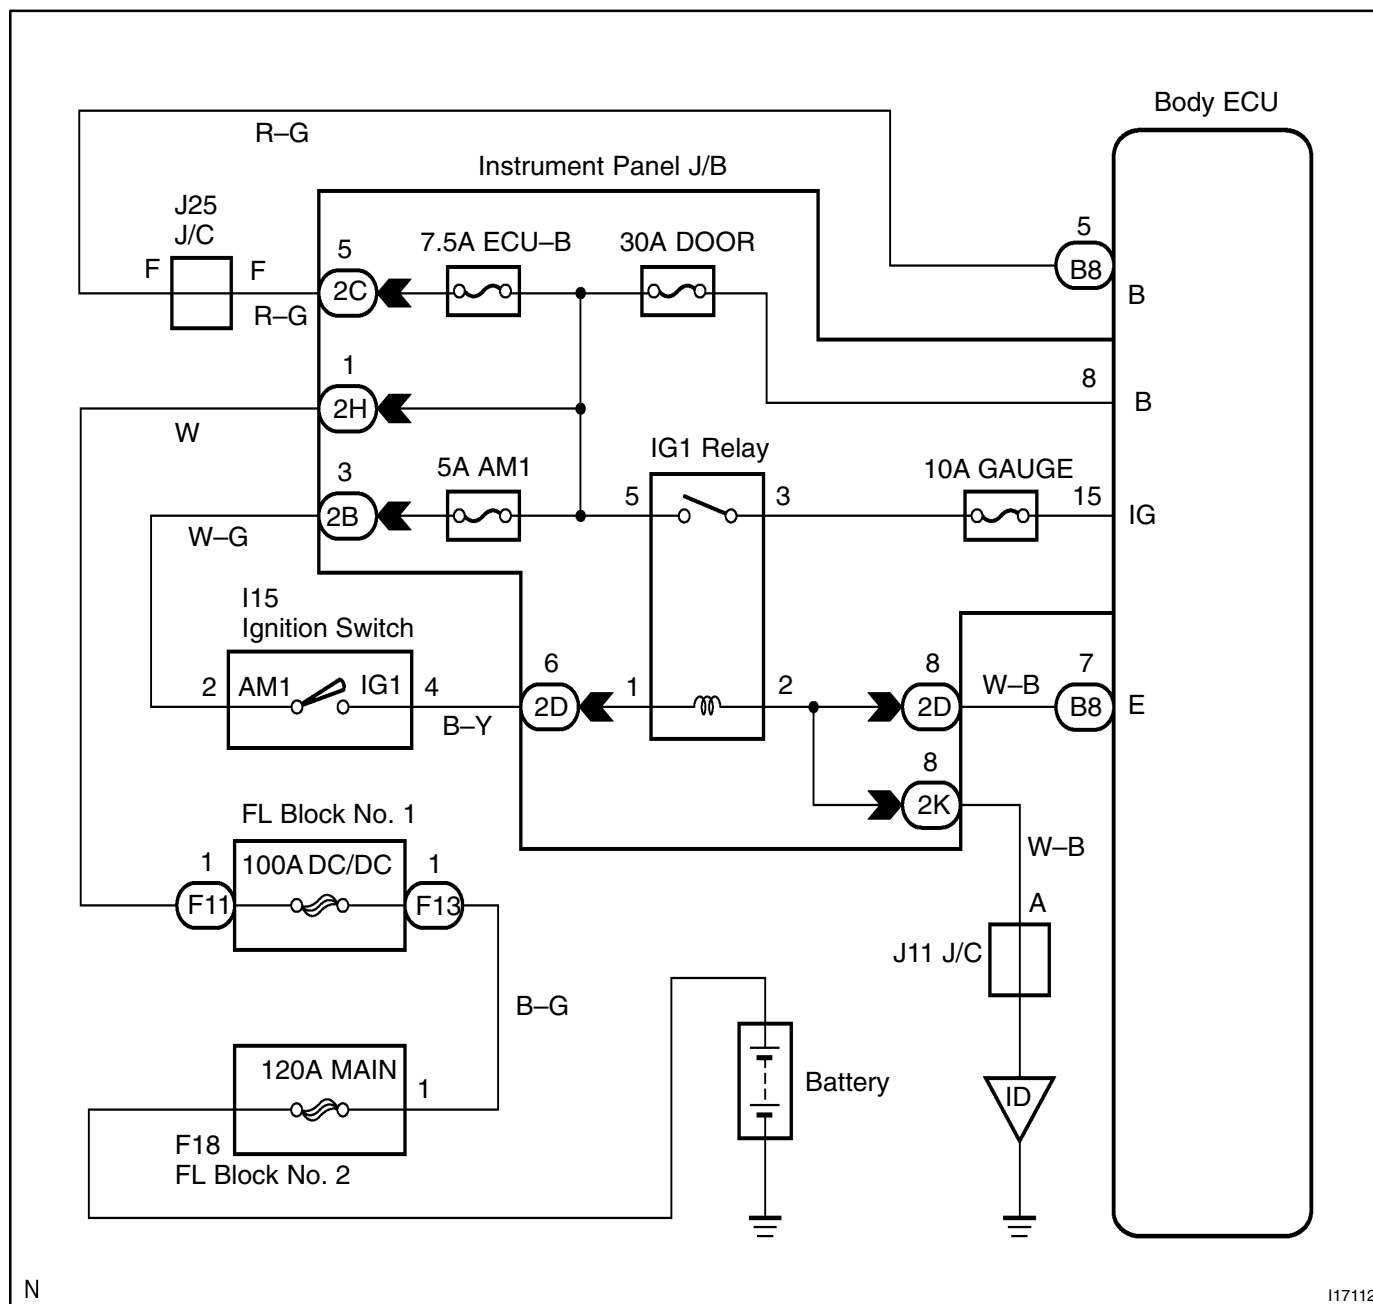 Body ECU
R–G
Instrument Panel J/B
J25
J/C
5
7.5A ECU–B
30A DOOR
5
F
F
2C
B8
B
R–G
1
8
2H
B
W
IG1 Relay
3
5A AM1
5
3
10A GAUGE
15
2B
IG
W–G
I15
Ignition Switch
6
8
7
2
AM1
IG1
4
1
2
W–B
2D
2D
B8
E
B–Y
8
2K
FL Block No. 1
W–B
1
100A DC/DC
1
F11
F13
A
J11 J/C
B–G
120A MAIN
1
Battery
ID
F18
FL Block No. 2
N
I17112